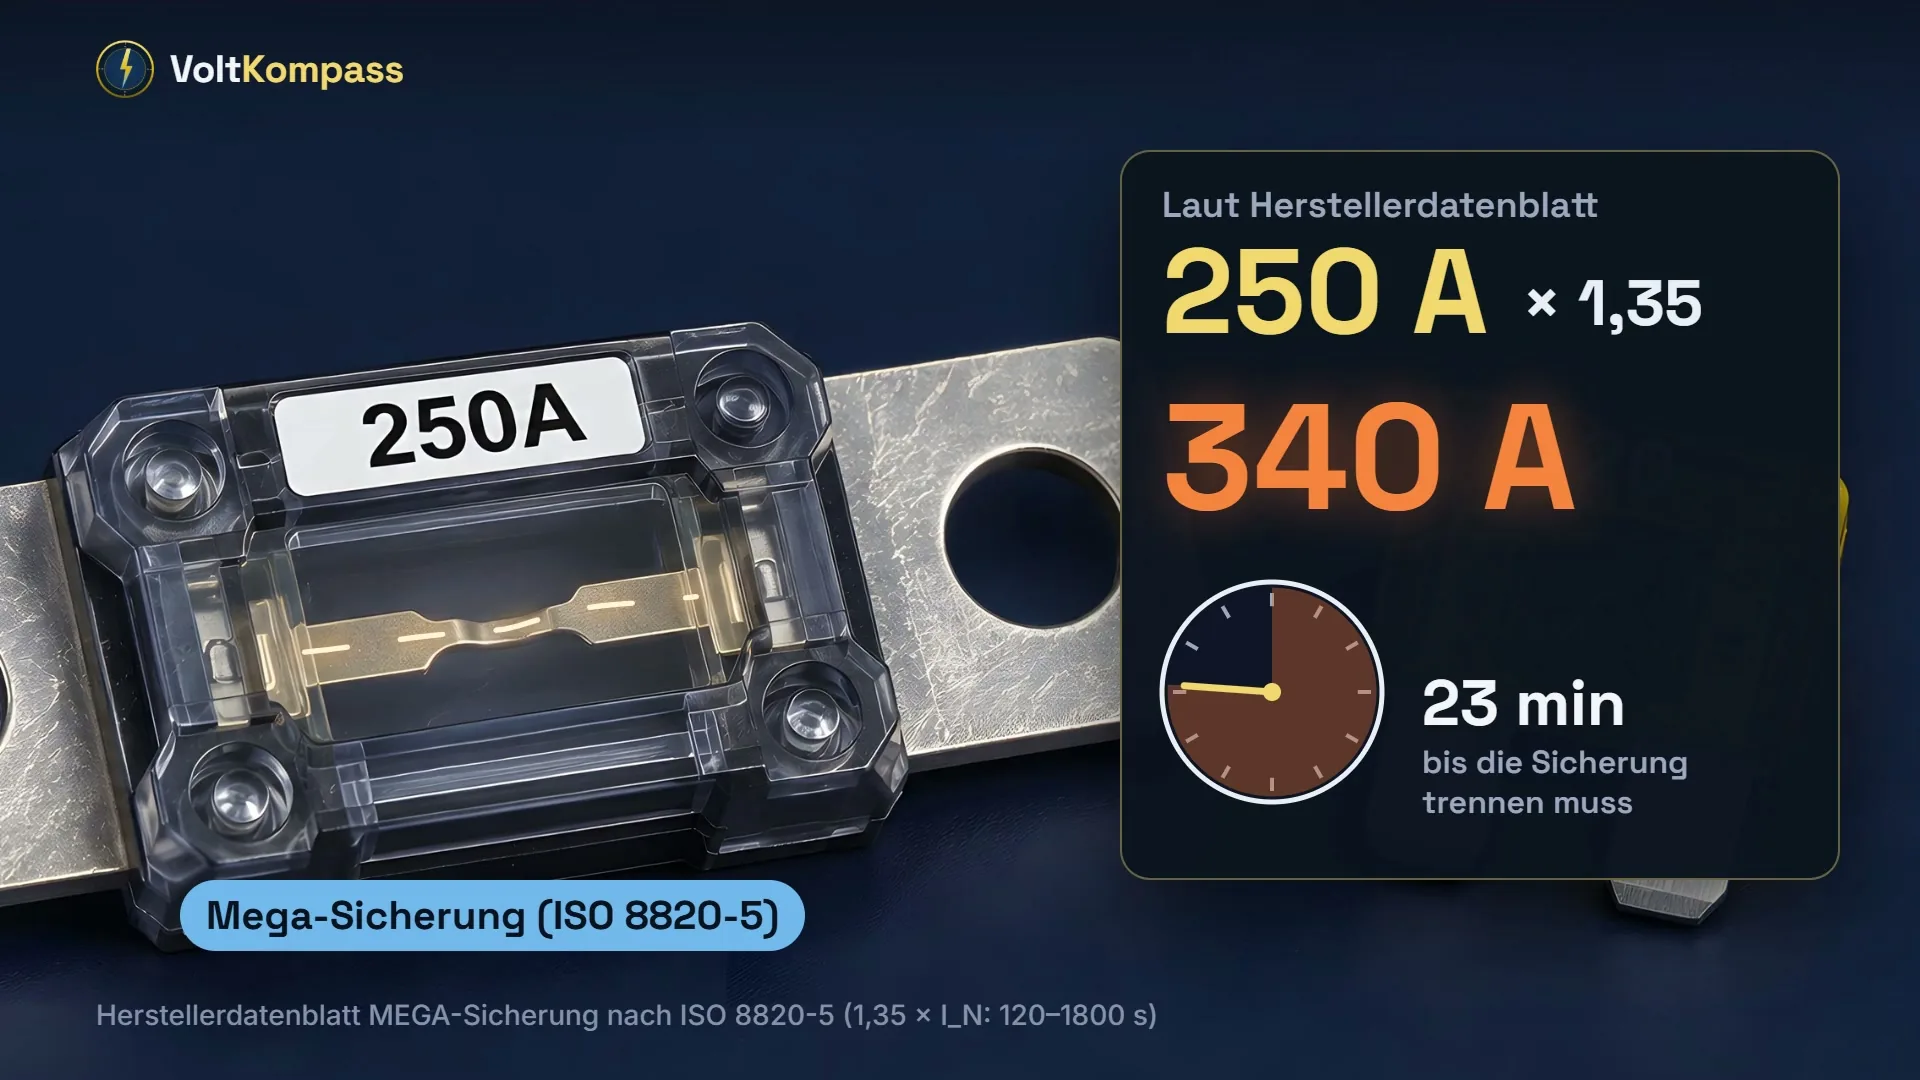 VoltKompass
Laut Herstellerdatenblatt
250 A × 1,35
340 A
250A
23 min
bis die Sicherung
trennen muss
Mega-Sicherung (ISO 8820-5)
Herstellerdatenblatt MEGA-Sicherung nach ISO 8820-5 (1,35 × I_N: 120–1800 s)